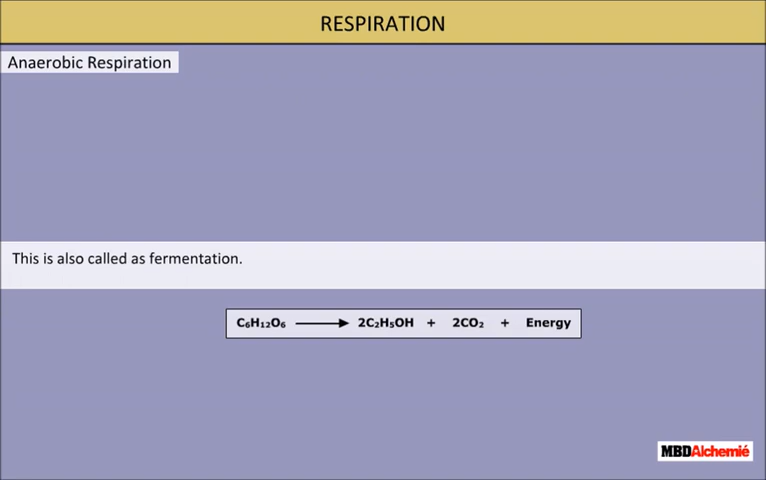 RESPIRATION
Anaerobic Respiration
This is also called as fermentation.
C₆H₁₂O₆ ⟶ 2C₂H₅OH + 2CO₂ + Energy
MBDAlchemié